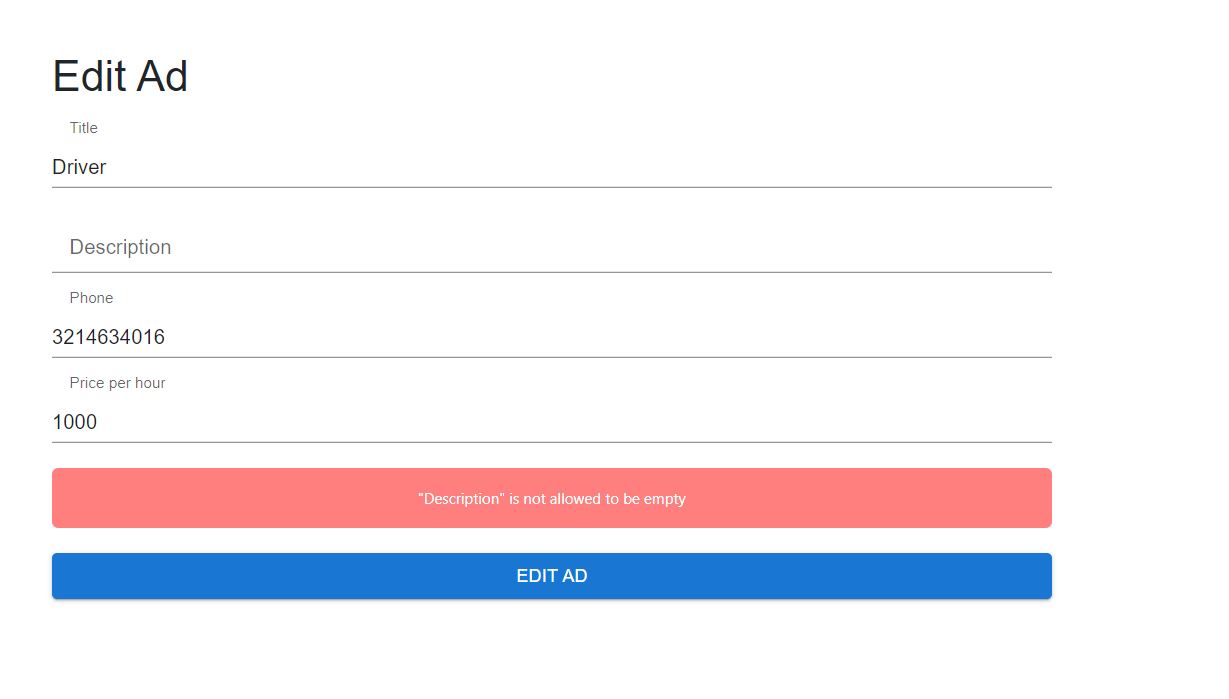 Edit Ad
Title
Driver
Description
Phone
3214634016
Price per hour
1000
"Description" is not allowed to be empty
EDIT AD